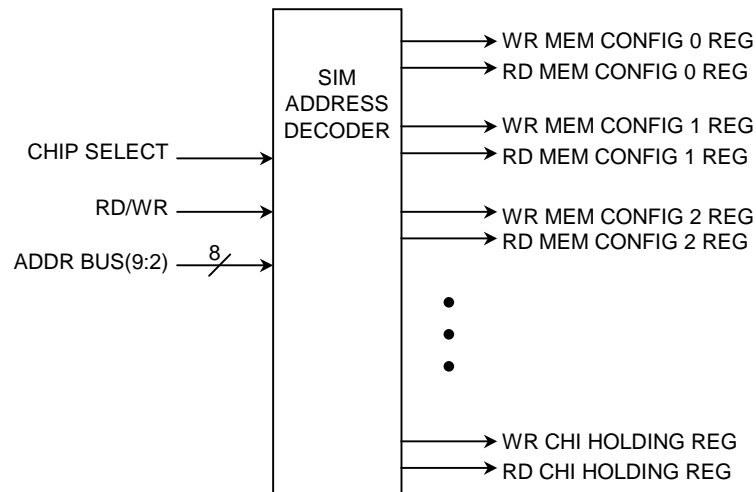 WR MEM CONFIG 0 REG
RD MEM CONFIG 0 REG
SIM
ADDRESS
DECODER
WR MEM CONFIG 1 REG
RD MEM CONFIG 1 REG
CHIP SELECT
RD/WR
WR MEM CONFIG 2 REG
RD MEM CONFIG 2 REG
ADDR BUS(9:2)
8
WR CHI HOLDING REG
RD CHI HOLDING REG